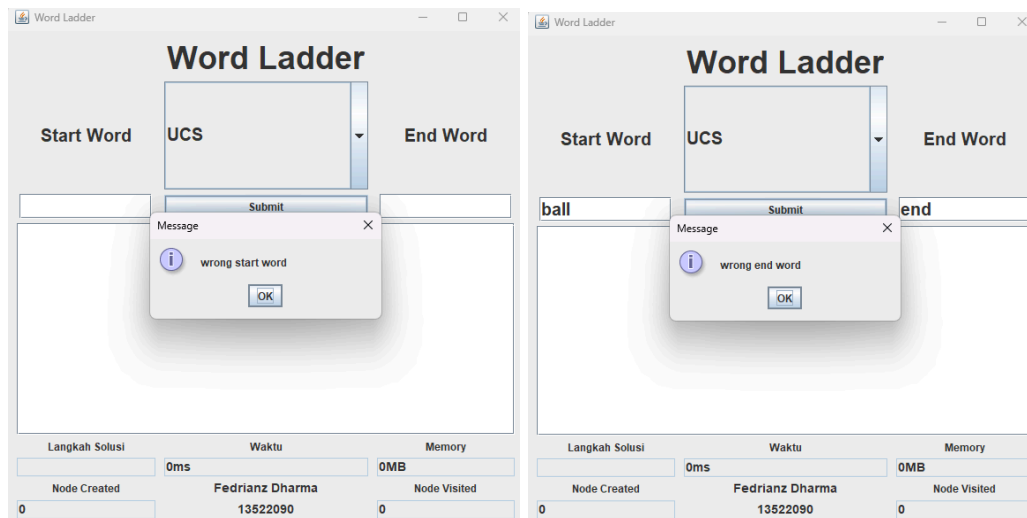 Word Ladder
Word Ladder
Start Word
UCS
End Word
Submit
Message
wrong start word
OK
Langkah Solusi
Waktu
Memory
0ms
0MB
Node Created
Fedrianz Dharma
Node Visited
0
13522090
0
Word Ladder
Word Ladder
Start Word
UCS
End Word
ball
Submit
end
Message
wrong end word
OK
Langkah Solusi
Waktu
Memory
0ms
0MB
Node Created
Fedrianz Dharma
Node Visited
0
13522090
0